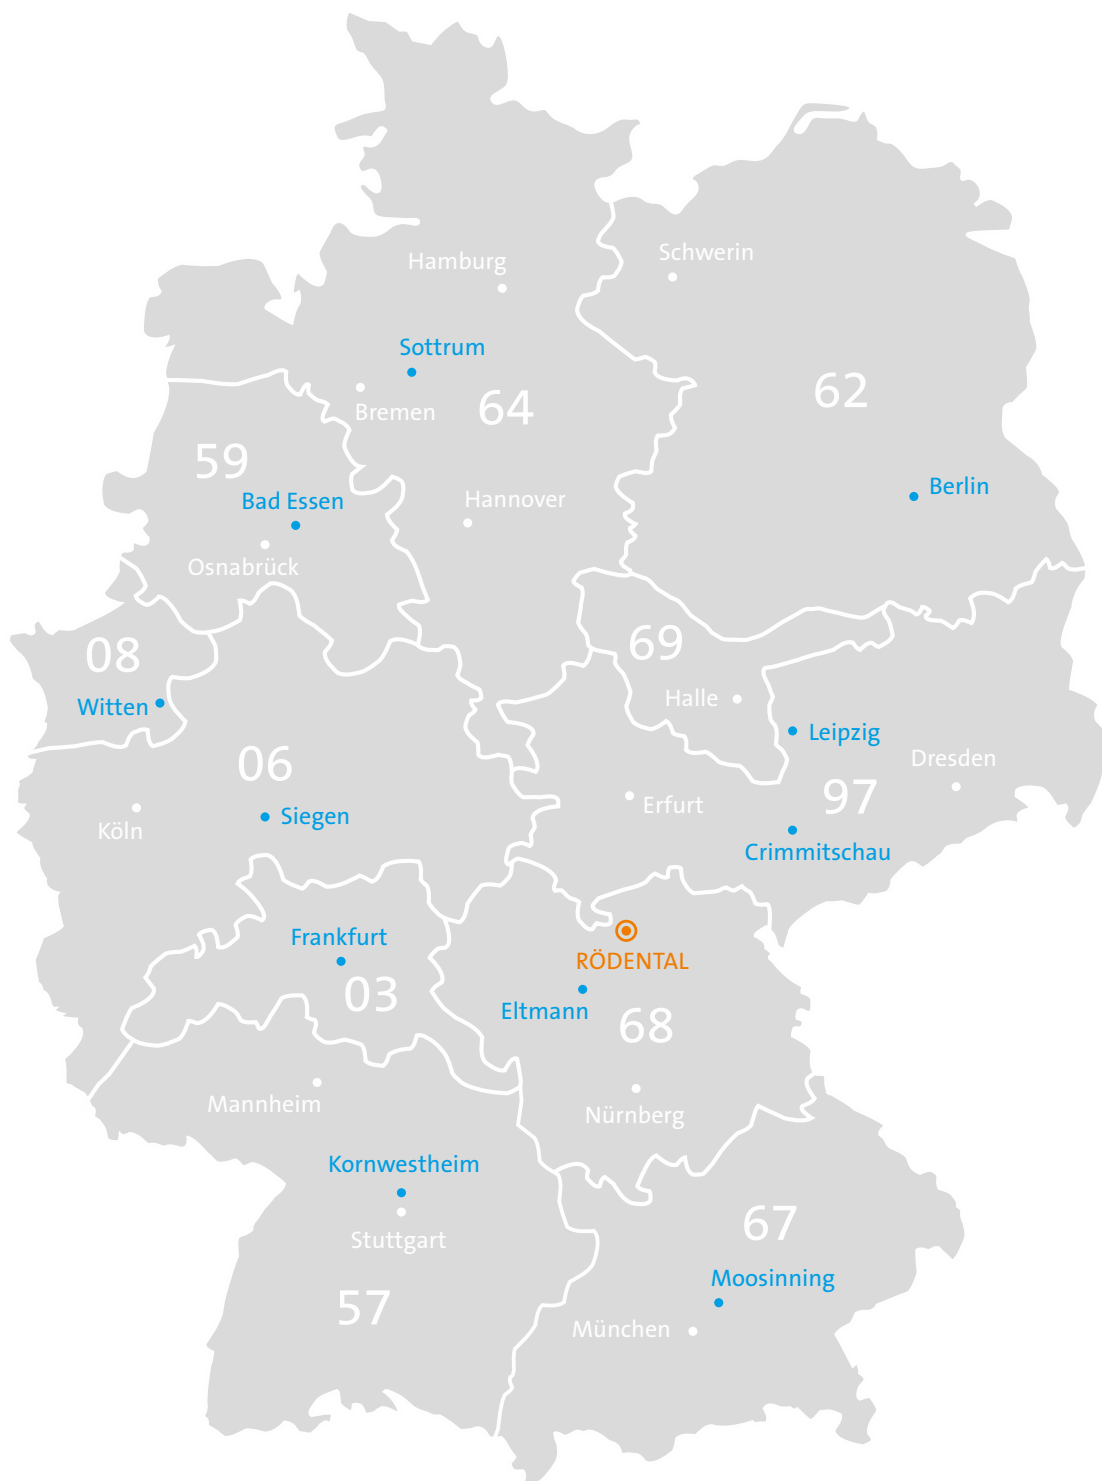 Schwerin
Hamburg
Sottrum
62
64
Bremen
59
Berlin
Bad Essen
Hannover
Osnabrück
69
08
Halle
Witten
Leipzig
06
Dresden
97
Erfurt
Siegen
Köln
Crimmitschau
Frankfurt
RÖDENTAL
03
Eltmann
68
Mannheim
Nürnberg
Kornwestheim
67
Stuttgart
Moosinning
57
München